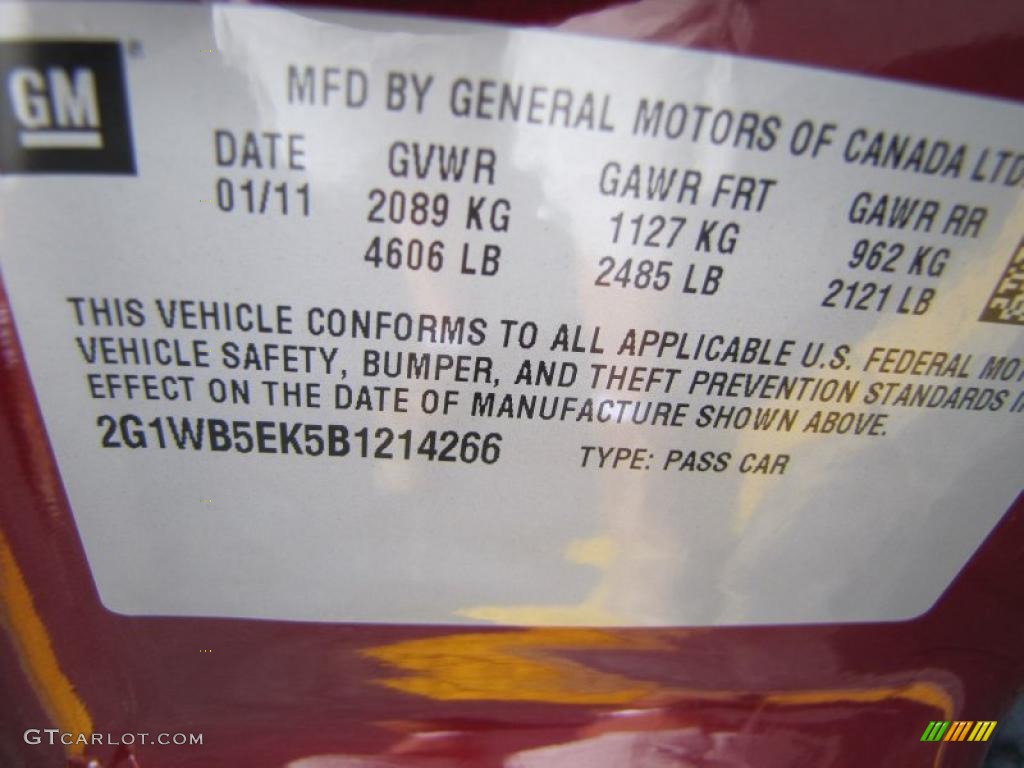 GM
MFD BY GENERAL MOTORS OF CANADA LTD
DATE GVWR GAWR FRT GAWR RR
01/11 2089 KG 1127 KG 962 KG
4606 LB 2485 LB 2121 LB
THIS VEHICLE CONFORMS TO ALL APPLICABLE U.S. FEDERAL
VEHICLE SAFETY, BUMPER, AND THEFT PREVENTION STANDARDS
EFFECT ON THE DATE OF MANUFACTURE SHOWN ABOVE.
2G1WB5EK5B1214266 TYPE: PASS CAR
GTCARLOT.COM